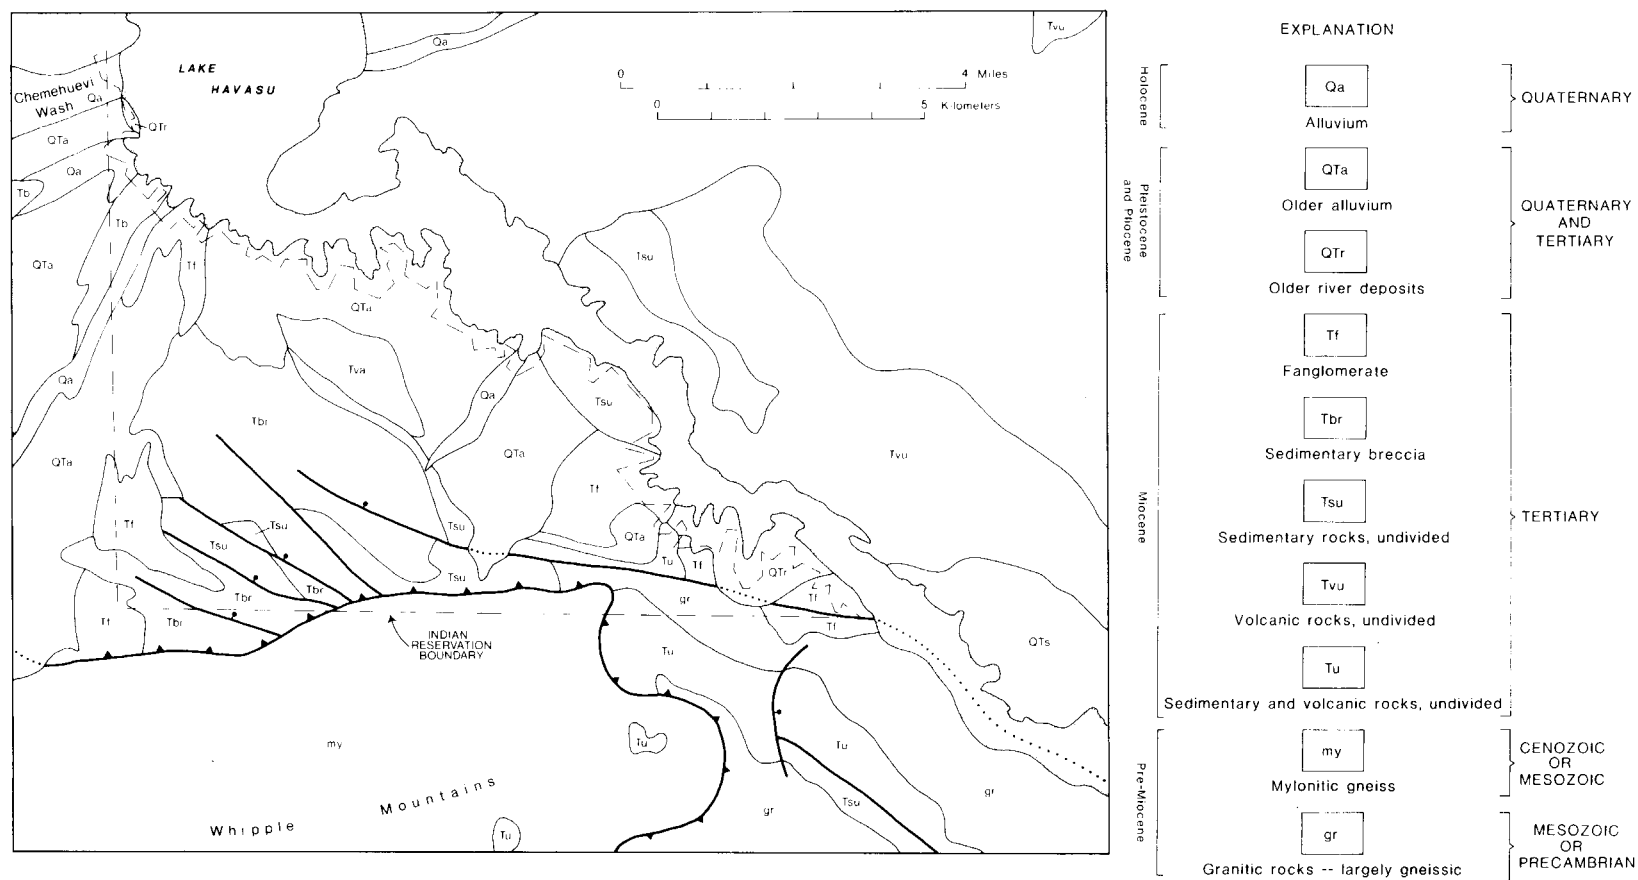 Qa
Tvu
LAKE
HAVASU
0 4 Miles
0 5 Kilometers
Chemehuevi
Wash
Qa
QTr
QTa
Qa
Tb
Tb
Tsu
QTa
Tf
QTa
Tva
Qa
Qa
Tsu
Tbr
QTa
Tvu
QTa
Tf
Tf
Tsu
Tsu
Tsu
QTa
Tu
Tf
QTr
Tsu
Tbr
Tbr
gr
Tf
Tf
Tbr
Tf
INDIAN
RESERVATION
BOUNDARY
Tu
QTs
my
Tu
Tu
gr
Tsu
gr
Whipple Mountains
Tu
EXPLANATION
Holocene
Qa
Alluvium
QUATERNARY
Pleistocene
and Pliocene
QTa
Older alluvium
QTr
Older river deposits
QUATERNARY
AND
TERTIARY
Miocene
Tf
Fanglomerate
Tbr
Sedimentary breccia
Tsu
Sedimentary rocks, undivided
Tvu
Volcanic rocks, undivided
Tu
Sedimentary and volcanic rocks, undivided
TERTIARY
Pre-Miocene
my
Mylonitic gneiss
CENOZOIC
OR
MESOZOIC
gr
Granitic rocks -- largely gneissic
MESOZOIC
OR
PRECAMBRIAN